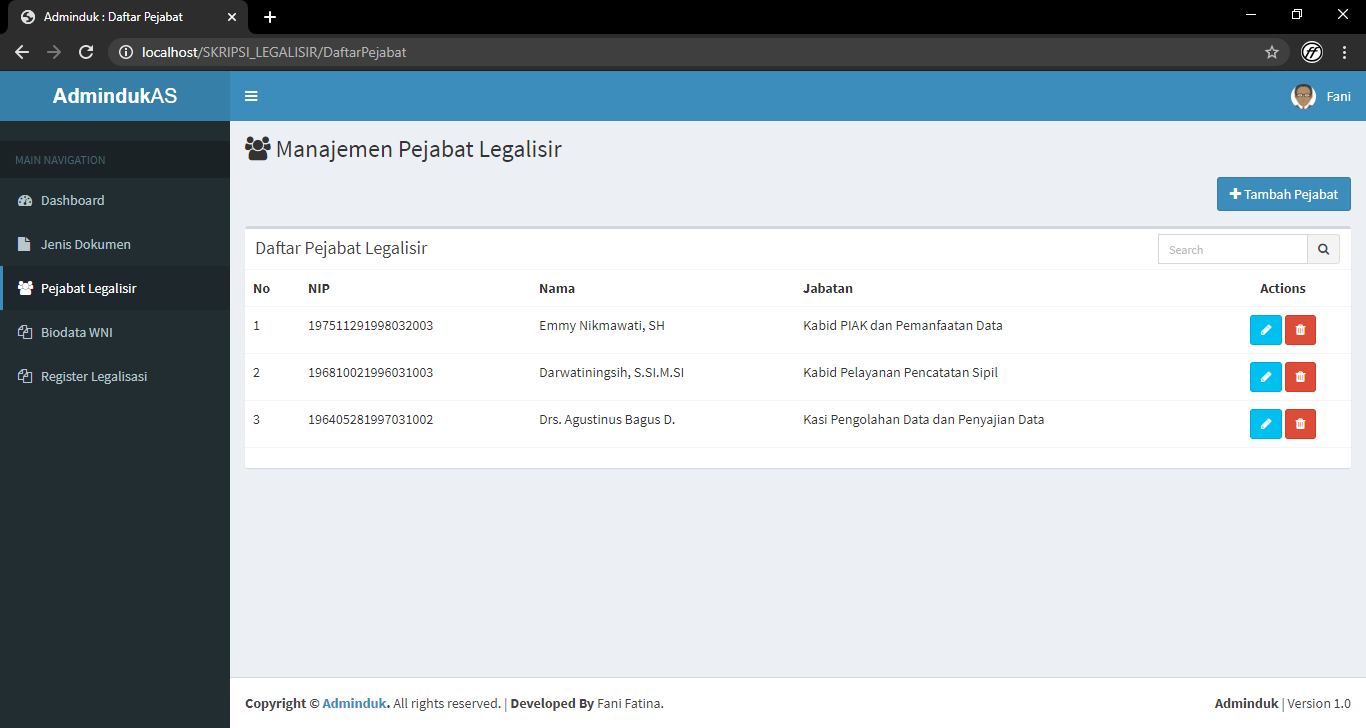 Adminduk : Daftar Pejabat
localhost/SKRIPSI_LEGALISIR/DaftarPejabat
AdmindukAS
Fani
MAIN NAVIGATION
Dashboard
Jenis Dokumen
Pejabat Legalisir
Biodata WNI
Register Legalisasi
Manajemen Pejabat Legalisir
Tambah Pejabat
Daftar Pejabat Legalisir
Search
No NIP Nama Jabatan Actions
1 197511291998032003 Emmy Nikmawati, SH Kabid PIAK dan Pemanfaatan Data
2 196810021996031003 Darwatiningsih, S.SI.M.SI Kabid Pelayanan Pencatatan Sipil
3 196405281997031002 Drs. Agustinus Bagus D. Kasi Pengolahan Data dan Penyajian Data
Copyright © Adminduk. All rights reserved. | Developed By Fani Fatina.
Adminduk | Version 1.0